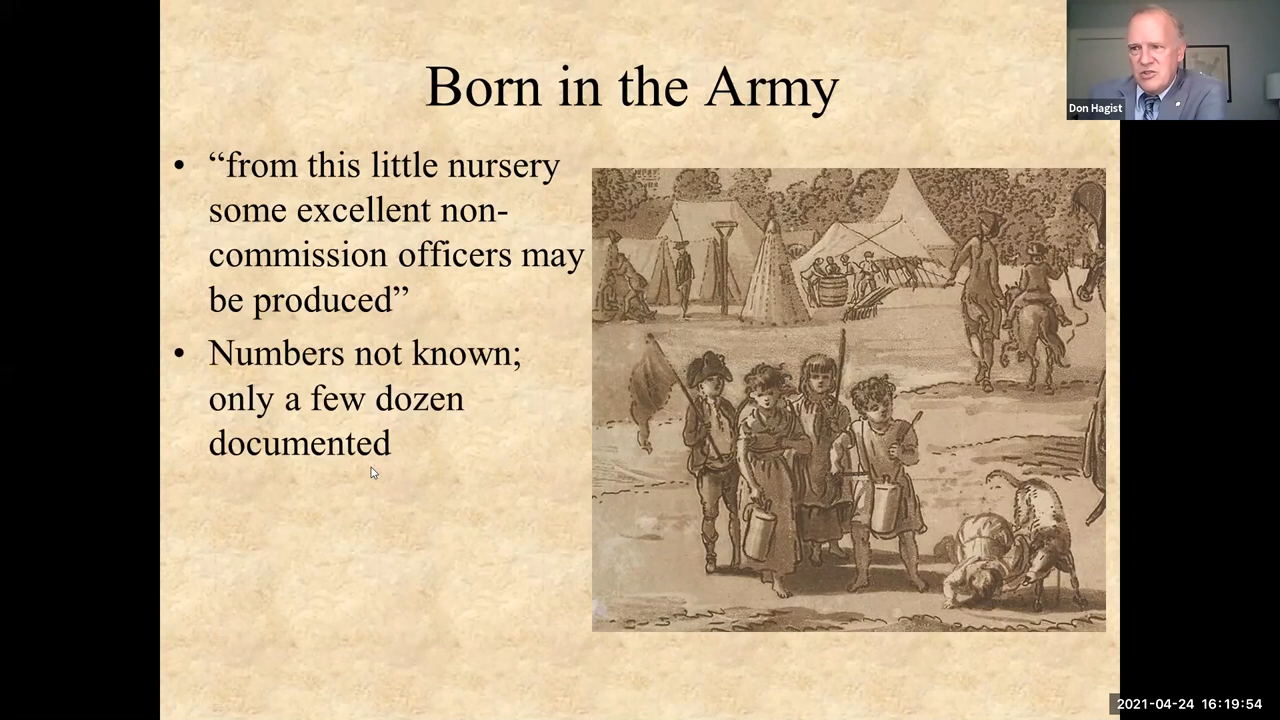 Born in the Army
• “from this little nursery
some excellent non-
commission officers may
be produced”
• Numbers not known;
only a few dozen
documented
Don Hagist
2021-04-24 16:19:54